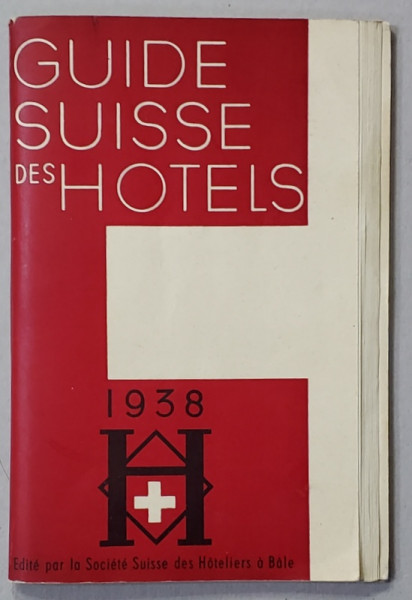 GUIDE
SUISSE
DES HOTELS
1938
H
Edité par la Société Suisse des Hôteliers à Bâle